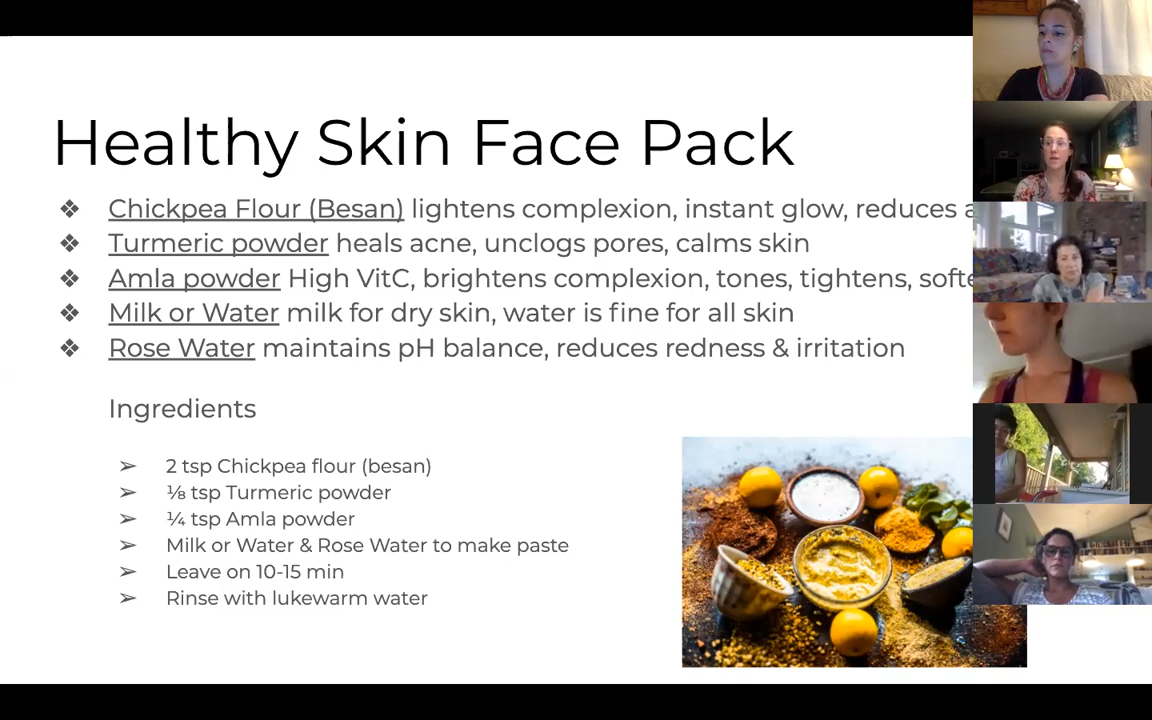 Healthy Skin Face Pack
❖ Chickpea Flour (Besan) lightens complexion, instant glow, reduces
❖ Turmeric powder heals acne, unclogs pores, calms skin
❖ Amla powder High VitC, brightens complexion, tones, tightens,
❖ Milk or Water milk for dry skin, water is fine for all skin
❖ Rose Water maintains pH balance, reduces redness & irritation
Ingredients
➢ 2 tsp Chickpea flour (besan)
➢ ⅛ tsp Turmeric powder
➢ ¼ tsp Amla powder
➢ Milk or Water & Rose Water to make paste
➢ Leave on 10-15 min
➢ Rinse with lukewarm water